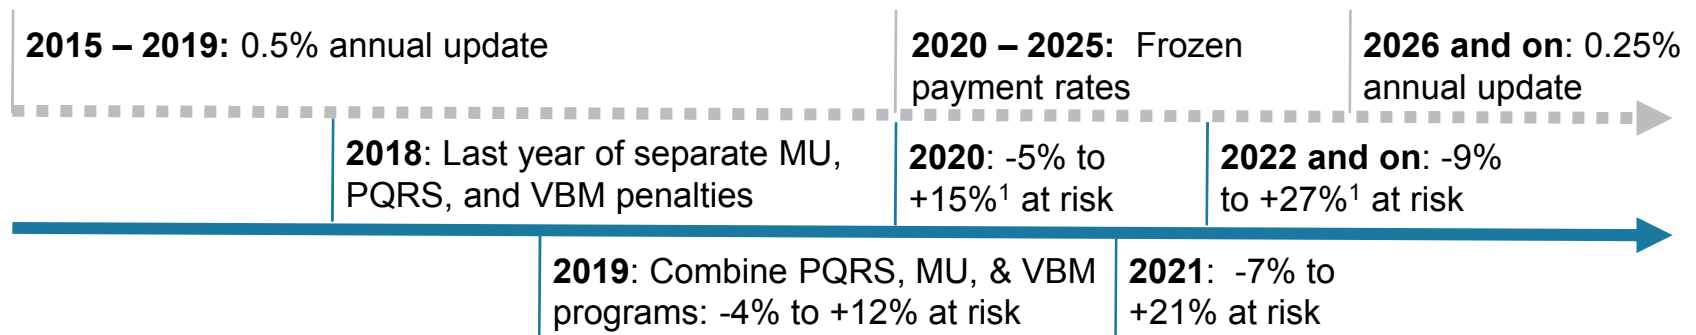 2015 – 2019: 0.5% annual update
2020 – 2025: Frozen
payment rates
2026 and on: 0.25%
annual update
2018: Last year of separate MU,
PQRS, and VBM penalties
2020: -5% to
+15%¹ at risk
2022 and on: -9%
to +27%¹ at risk
2019: Combine PQRS, MU, & VBM
programs: -4% to +12% at risk
2021: -7% to
+21% at risk